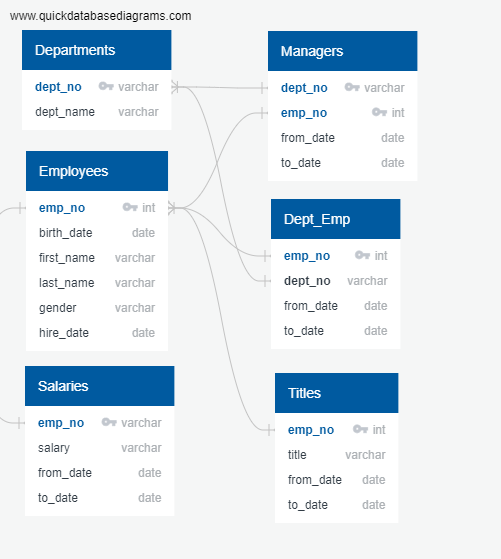 www.quickdatabasediagrams.com
Departments
dept_no varchar
dept_name varchar
Employees
emp_no int
birth_date date
first_name varchar
last_name varchar
gender varchar
hire_date date
Salaries
emp_no varchar
salary varchar
from_date date
to_date date
Managers
dept_no varchar
emp_no int
from_date date
to_date date
Dept_Emp
emp_no int
dept_no varchar
from_date date
to_date date
Titles
emp_no int
title varchar
from_date date
to_date date